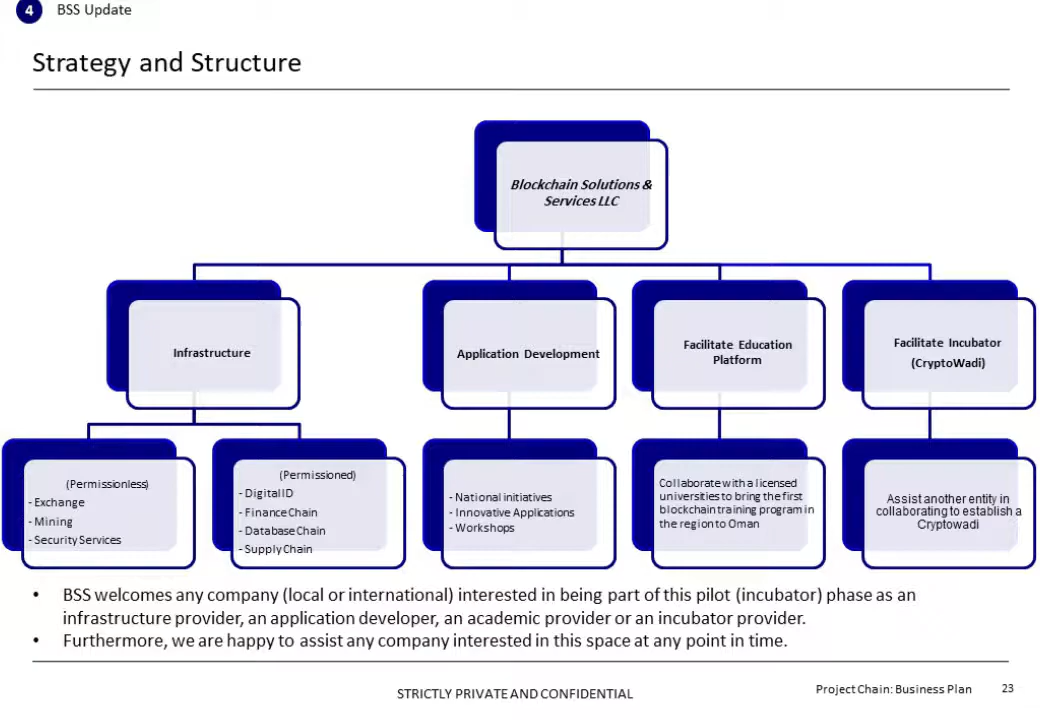 4 BSS Update
Strategy and Structure
Blockchain Solutions &
Services LLC
Infrastructure
Application Development
Facilitate Education
Platform
Facilitate Incubator
(CryptoWadi)
(Permissionless)
- Exchange
- Mining
- Security Services
(Permissioned)
- Digital ID
- Finance Chain
- Database Chain
- Supply Chain
- National initiatives
- Innovative Applications
- Workshops
Collaborate with a licensed
universities to bring the first
blockchain training program in
the region to Oman
Assist another entity in
collaborating to establish a
Cryptowadi
• BSS welcomes any company (local or international) interested in being part of this pilot (incubator) phase as an
infrastructure provider, an application developer, an academic provider or an incubator provider.
• Furthermore, we are happy to assist any company interested in this space at any point in time.
STRICTLY PRIVATE AND CONFIDENTIAL
Project Chain: Business Plan 23